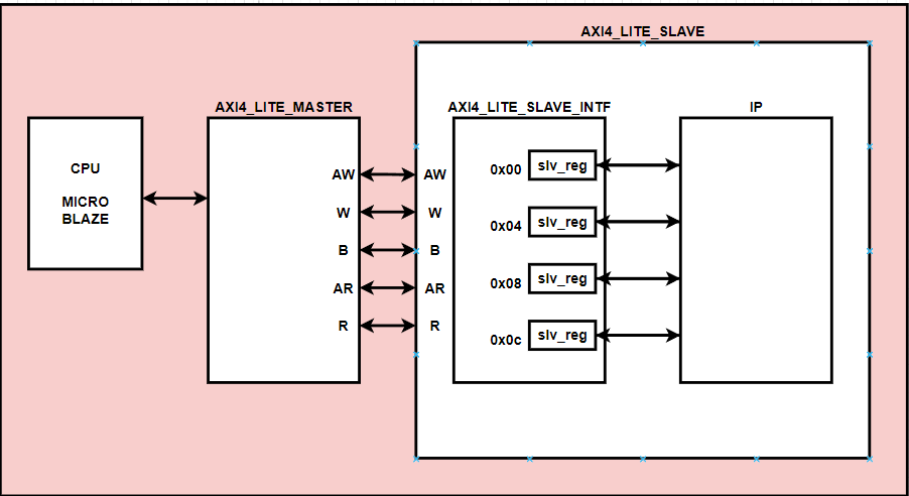 AXI4_LITE_SLAVE
AXI4_LITE_MASTER
AXI4_LITE_SLAVE_INTF
IP
CPU
MICRO
BLAZE
AW
W
B
AR
R
AW
W
B
AR
R
0x00 slv_reg
0x04 slv_reg
0x08 slv_reg
0x0c slv_reg